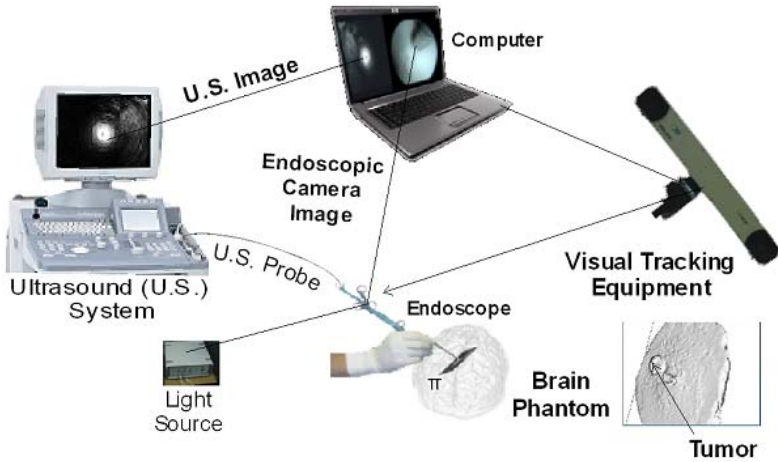 Computer
U.S. Image
Endoscopic
Camera
Image
U.S. Probe
Ultrasound (U.S.)
System
Visual Tracking
Equipment
Endoscope
π
Light
Source
Brain
Phantom
Tumor